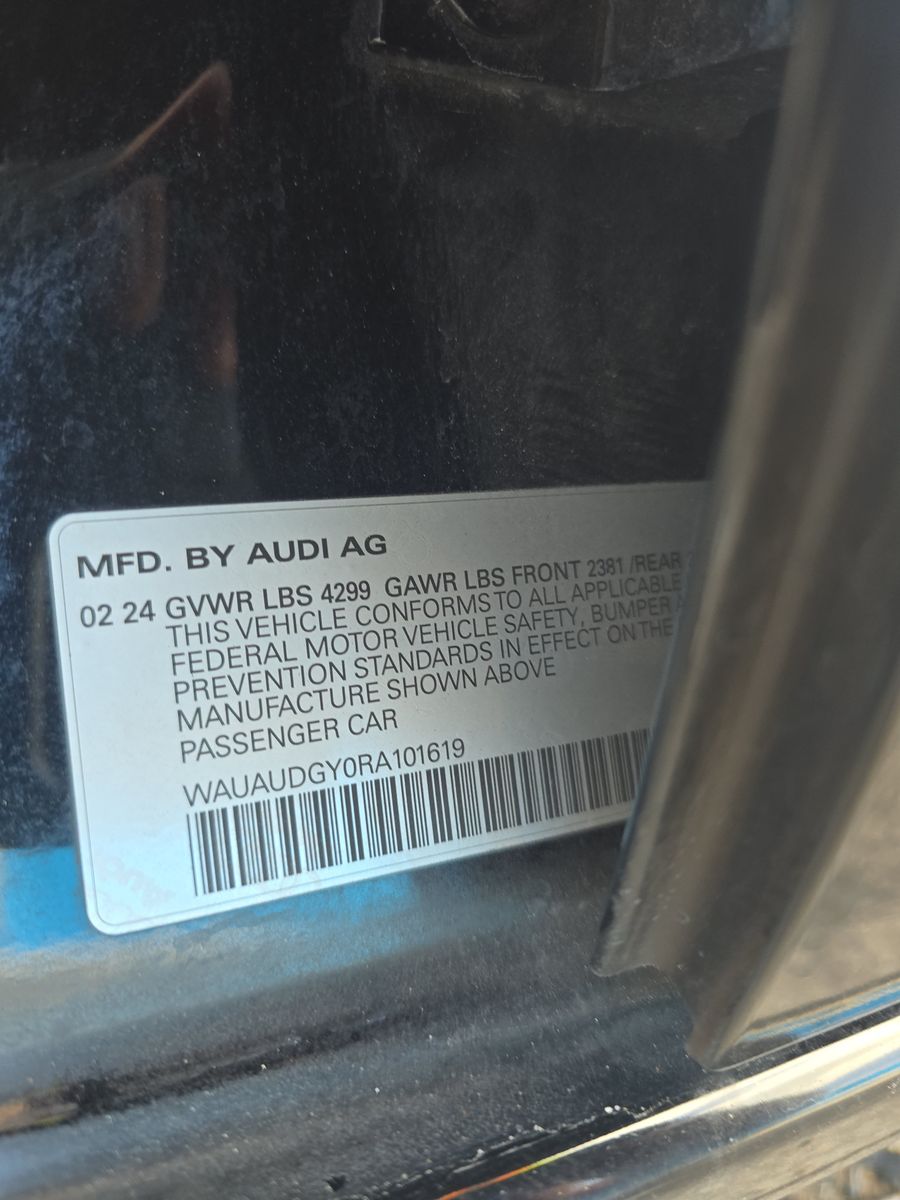 MFD. BY AUDI AG
02 24 GVWR LBS 4299 GAWR LBS FRONT 2381 /REAR
THIS VEHICLE CONFORMS TO ALL APPLICABLE
FEDERAL MOTOR VEHICLE SAFETY, BUMPER
PREVENTION STANDARDS IN EFFECT ON THE
MANUFACTURE SHOWN ABOVE
PASSENGER CAR
WAUAUDGY0RA101619